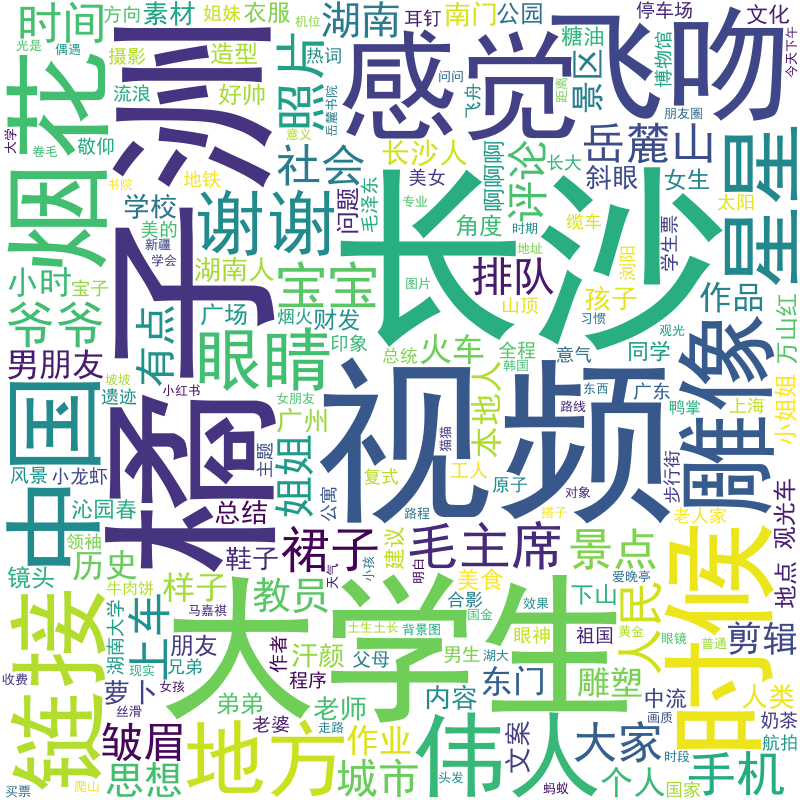 时间
方向
素材
姐妹
衣服
机位
湖南
耳钉
南门
公园
停车场
文化
光是
偶遇
摄影
造型
热词
照片
感觉
飞吻
糖油
景区
博物馆
今天下午
花
洲
流浪
好帅
飞舟
问问
距离
朋友圈
大学
卷毛
敬仰
岳麓书院
意义
社会
长沙人
啊啊啊
评论
长大
岳麓山
斜眼
女生
烟
书院
地铁
学校
美的
新疆
学会
谢谢
问题
毛泽东
美女
专业
角度
时期
缆车
地址
浏阳
学生票
太阳
星星
小时
宝子
湖南人
宝宝
排队
孩子
作品
万山红
爷爷
橘子
长沙
图片
山顶
习惯
观光
有点
广场
烟火
财发
印象
眼睛
总统
火车
全程
韩国
意气
同学
男朋友
坡坡
遗迹
小红书
女朋友
广州
本地人
东西
路线
广东
鸭掌
上海
小姐姐
中国
风景
小龙虾
主题
姐姐
视频
猫猫
步行街
雕像
沁园春
总结
公寓
复式
工人
原子
路程
对象
搭子
老人家
观光车
领袖
镜头
历史
鞋子
裙子
天气
小孩
建议
明白
毛主席
景点
爱晚亭
地点
时候
链接
牛肉饼
样子
教员
合影
美食
下山
人民
湖南大学
现实
上车
马嘉祺
朋友
兄弟
作者
土生土长
背景图
汗颜
父母
国金
男生
效果
眼神
湖大
祖国
黄金
眼镜
普通
剪辑
大学生
收费
丝滑
女孩
萝卜
弟弟
程序
老师
走路
内容
东门
雕塑
中流
人类
奶茶
皱眉
老婆
地方
作业
伟人
文案
大家
画质
航拍
买票
爬山
思想
城市
头发
蚂蚁
个人
国家
时段
手机